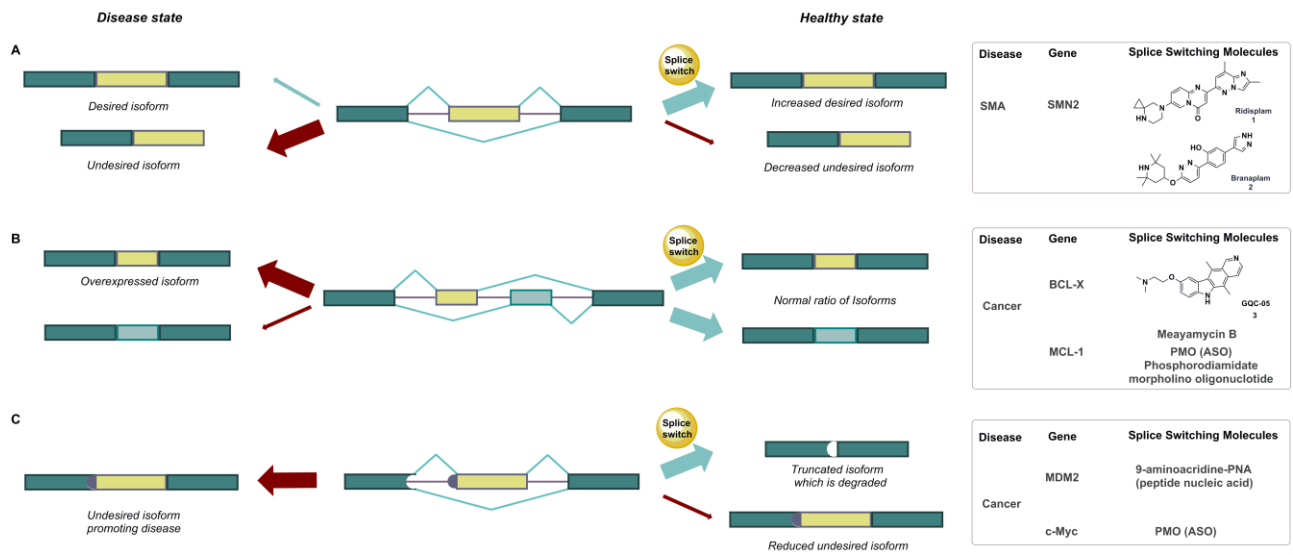 Disease state
Healthy state
A
Desired isoform
Undesired isoform
Splice
switch
Increased desired isoform
Decreased undesired isoform
Disease Gene Splice Switching Molecules
SMA SMN2
N
N
N
N
N
N
HN
O
Ridisplam
1
HO
NH
N
HN
N
N
O
Branaplam
2
B
Overexpressed isoform
Splice
switch
Normal ratio of Isoforms
Disease Gene Splice Switching Molecules
Cancer
BCL-X
N
O
N
N
H
GQC-05
3
MCL-1
Meayamycin B
PMO (ASO)
Phosphorodiamidate
morpholino oligonuclotide
C
Undesired isoform
promoting disease
Splice
switch
Truncated isoform
which is degraded
Reduced undesired isoform
Disease Gene Splice Switching Molecules
Cancer
MDM2
9-aminoacridine-PNA
(peptide nucleic acid)
c-Myc PMO (ASO)